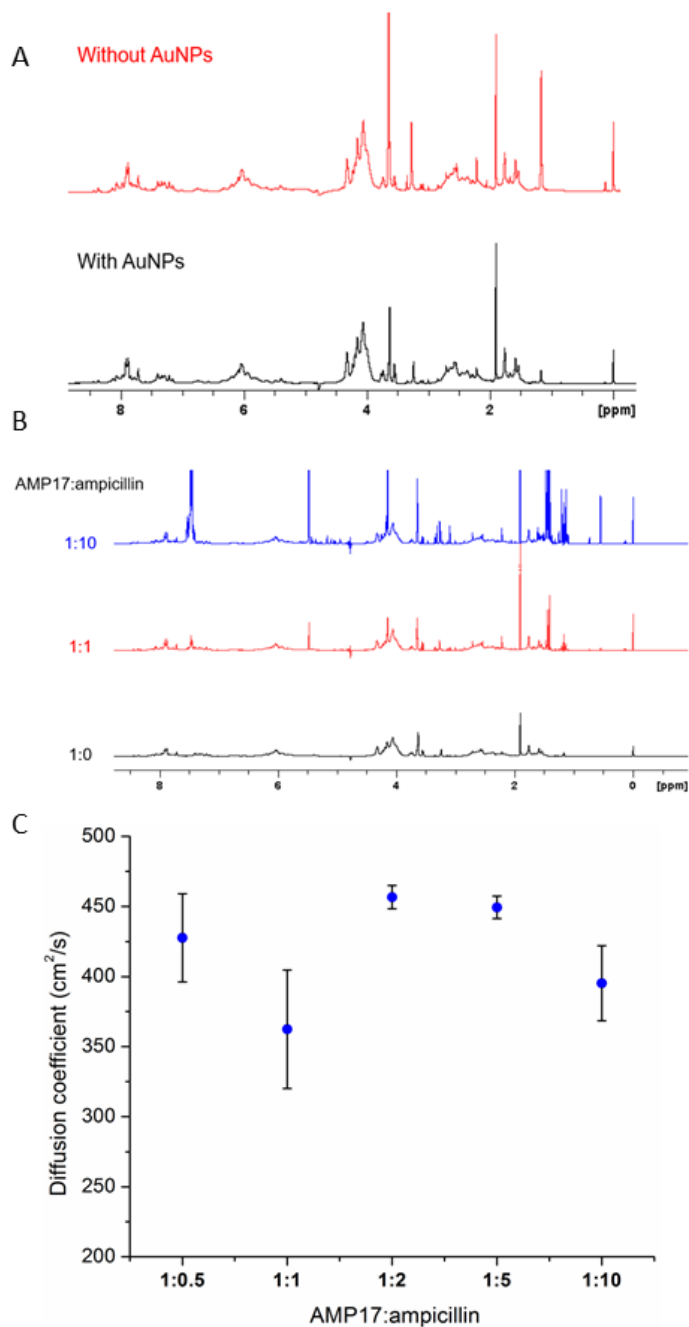 A
Without AuNPs
With AuNPs
8 6 4 2 [ppm]
B
AMP17:ampicillin
1:10
1:1
1:0
8 6 4 2 0 [ppm]
C
500
450
400
350
300
250
200
Diffusion coefficient (cm²/s)
1:0.5 1:1 1:2 1:5 1:10
AMP17:ampicillin